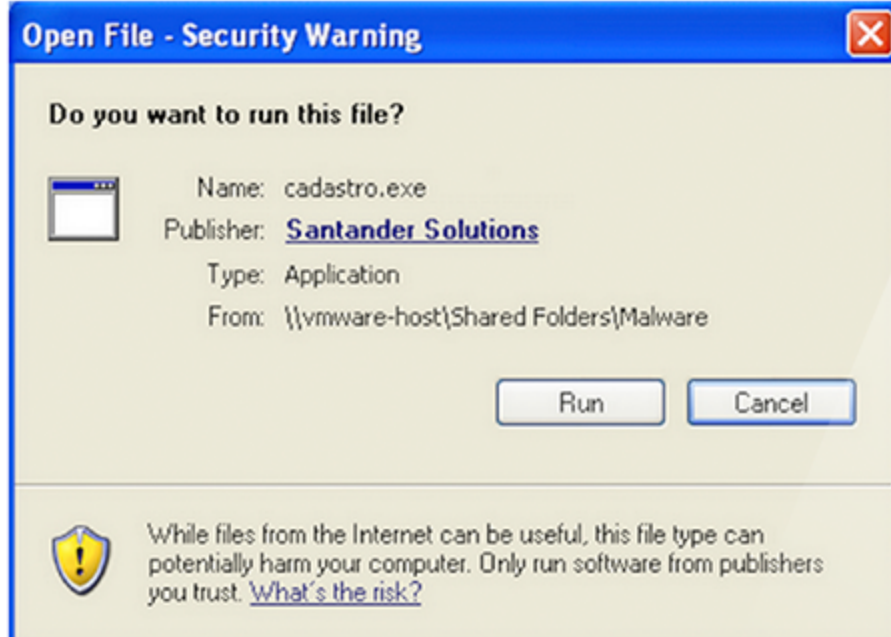 Open File - Security Warning
Do you want to run this file?
Name: cadastro.exe
Publisher: Santander Solutions
Type: Application
From: \\vmware-host\Shared Folders\Malware
Run Cancel
While files from the Internet can be useful, this file type can
potentially harm your computer. Only run software from publishers
you trust. What's the risk?